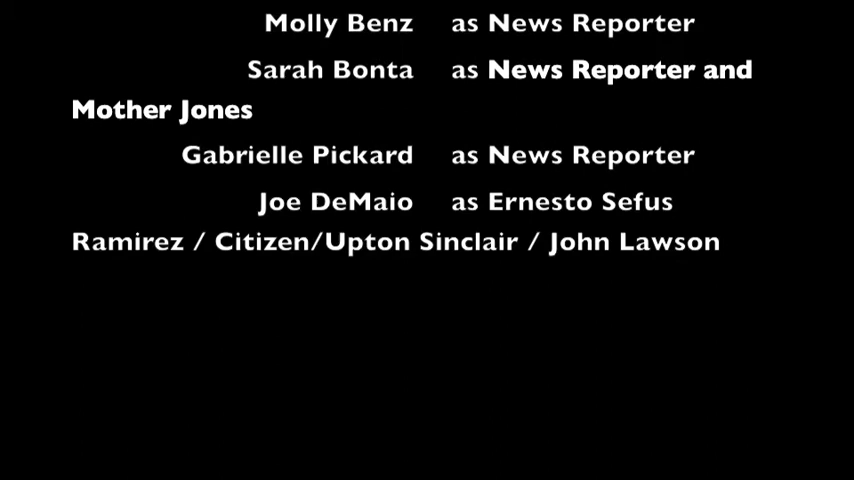 Molly Benz as News Reporter
Sarah Bonta as News Reporter and
Mother Jones
Gabrielle Pickard as News Reporter
Joe DeMaio as Ernesto Sefus
Ramirez / Citizen/Upton Sinclair / John Lawson